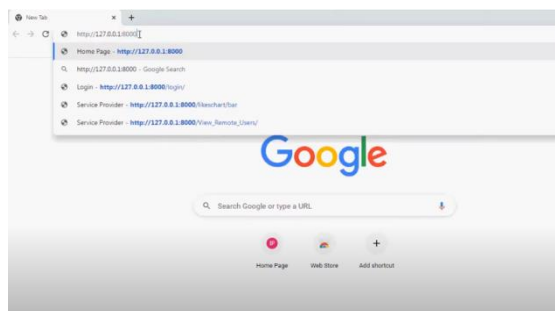 New Tab
http://127.0.0.1:8000
Home Page - http://127.0.0.1:8000
http://127.0.0.1:8000 - Google Search
Login - http://127.0.0.1:8000/login/
Service Provider - http://127.0.0.1:8000/likeschart/bar
Service Provider - http://127.0.0.1:8000/View_Remote_Users/
Google
Search Google or type a URL
Home Page
Web Store
Add shortcut